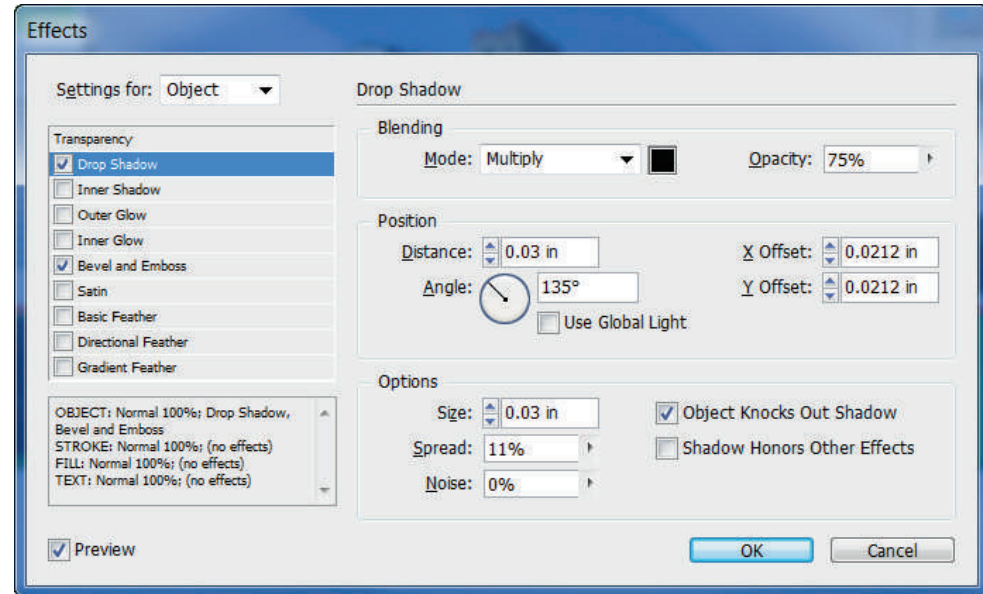 Effects
Settings for: Object
Transparency
Drop Shadow
Inner Shadow
Outer Glow
Inner Glow
Bevel and Emboss
Satin
Basic Feather
Directional Feather
Gradient Feather
OBJECT: Normal 100%; Drop Shadow,
Bevel and Emboss
STROKE: Normal 100%; (no effects)
FILL: Normal 100%; (no effects)
TEXT: Normal 100%; (no effects)
Preview
Drop Shadow
Blending
Mode: Multiply
Opacity: 75%
Position
Distance: 0.03 in
X Offset: 0.0212 in
Angle: 135°
Y Offset: 0.0212 in
Use Global Light
Options
Size: 0.03 in
Object Knocks Out Shadow
Spread: 11%
Shadow Honors Other Effects
Noise: 0%
OK
Cancel